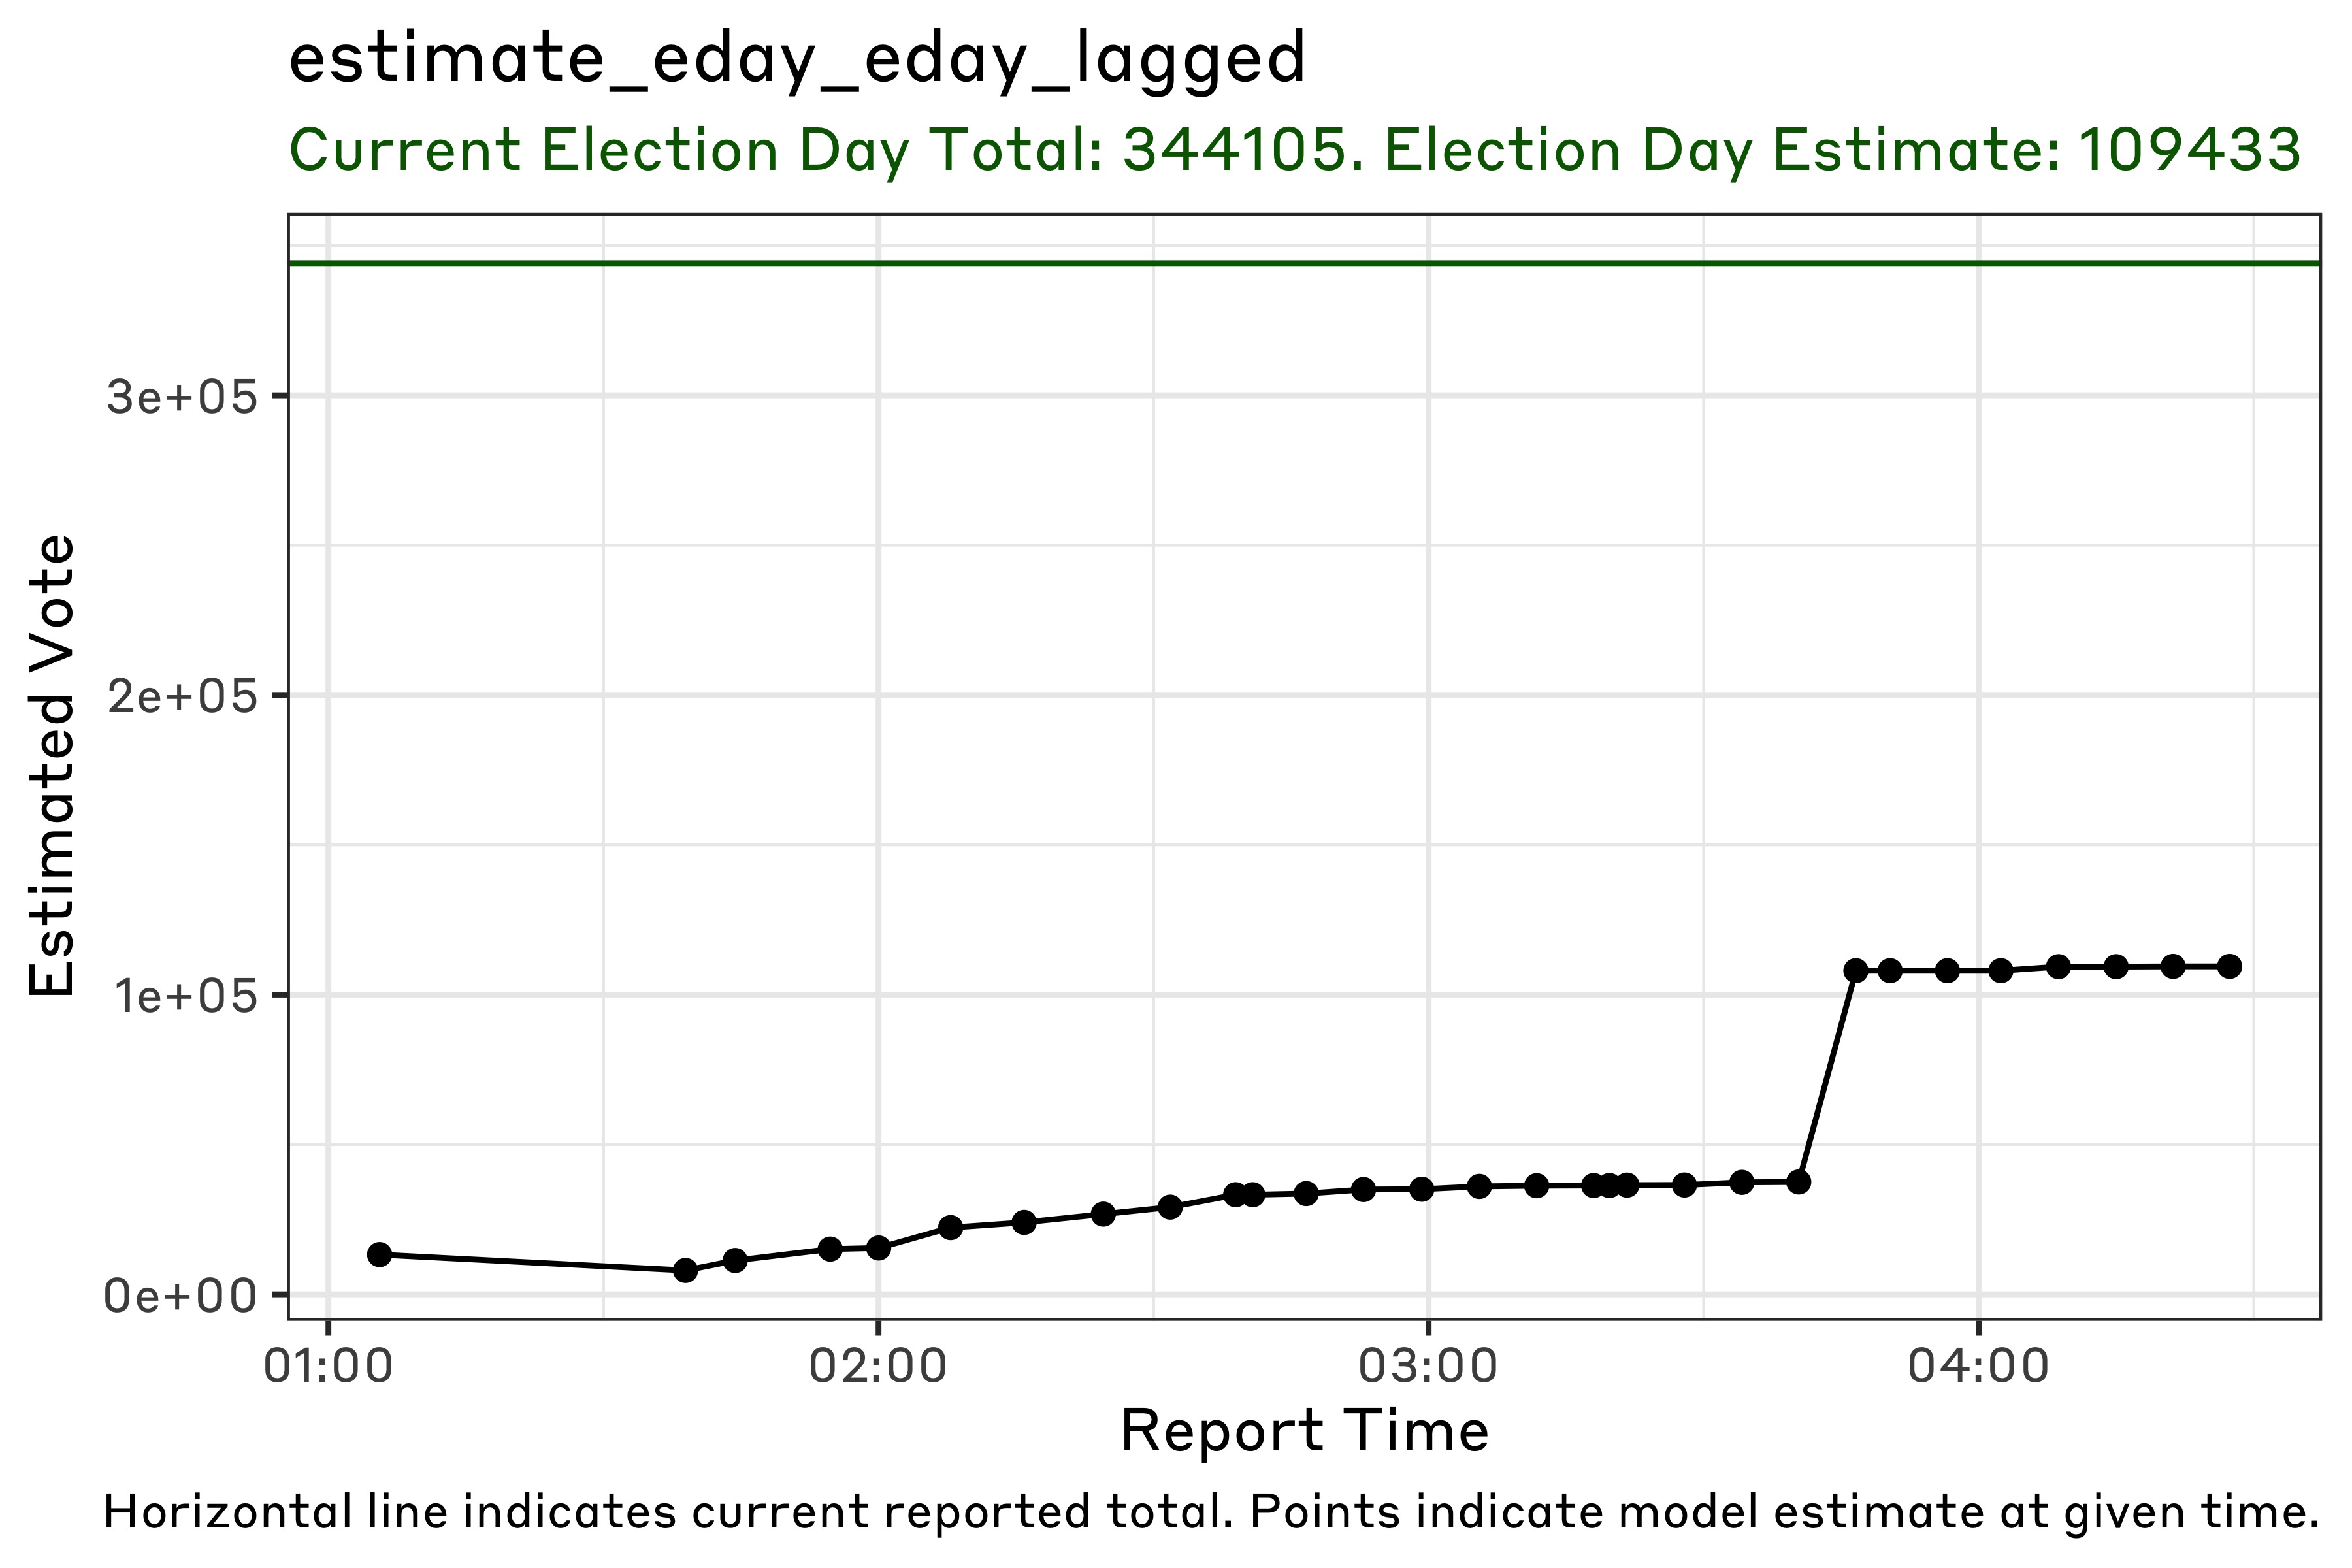 estimate_eday_eday_lagged
Current Election Day Total: 344105. Election Day Estimate: 109433
Estimated Vote
3e+05
2e+05
1e+05
0e+00
01:00 02:00 03:00 04:00
Report Time
Horizontal line indicates current reported total. Points indicate model estimate at given time.